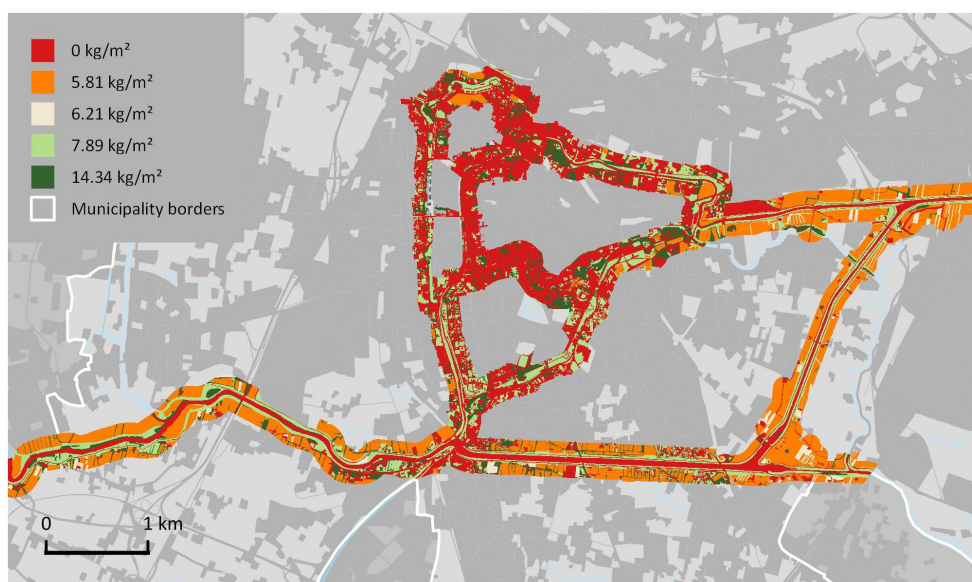 0 kg/m²
5.81 kg/m²
6.21 kg/m²
7.89 kg/m²
14.34 kg/m²
Municipality borders
0 1 km